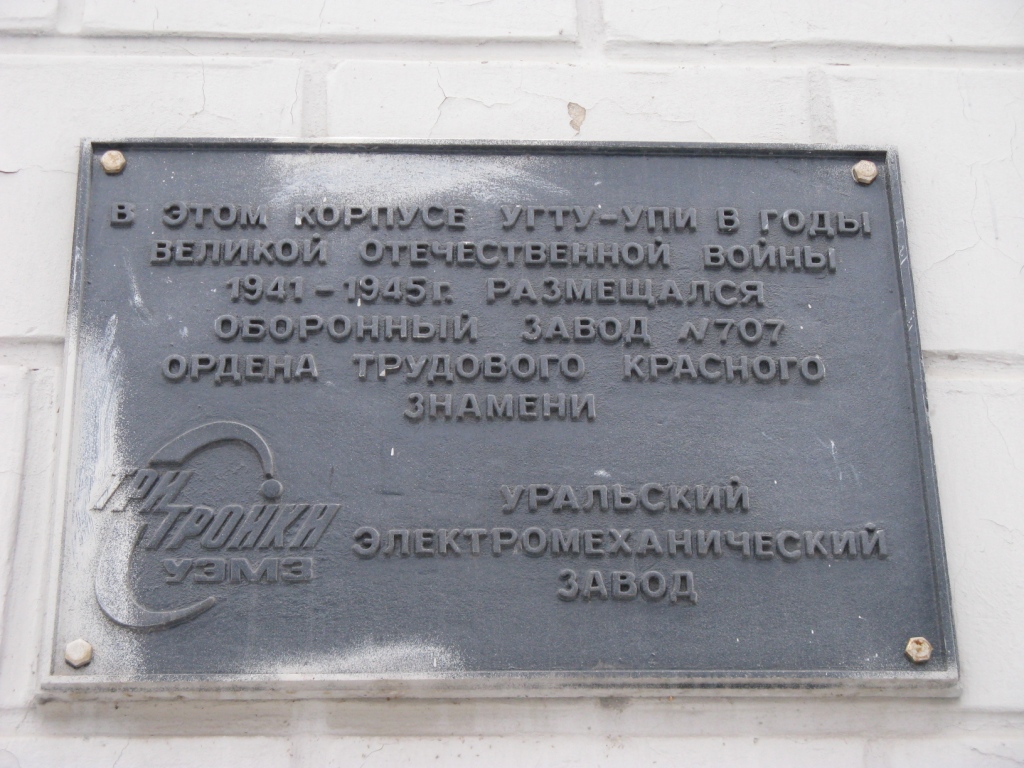 В ЭТОМ КОРПУСЕ УГТУ-УПИ В ГОДЫ
ВЕЛИКОЙ ОТЕЧЕСТВЕННОЙ ВОЙНЫ
1941-1945г. РАЗМЕЩАЛСЯ
ОБОРОННЫЙ ЗАВОД №707
ОРДЕНА ТРУДОВОГО КРАСНОГО
ЗНАМЕНИ
ТРИ
ТРОЙКИ
УЭМЗ
УРАЛЬСКИЙ
ЭЛЕКТРОМЕХАНИЧЕСКИЙ
ЗАВОД